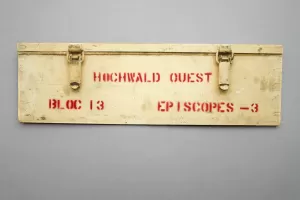 HOCHWALD OUEST
BLOC 13 EPISCOPES -3